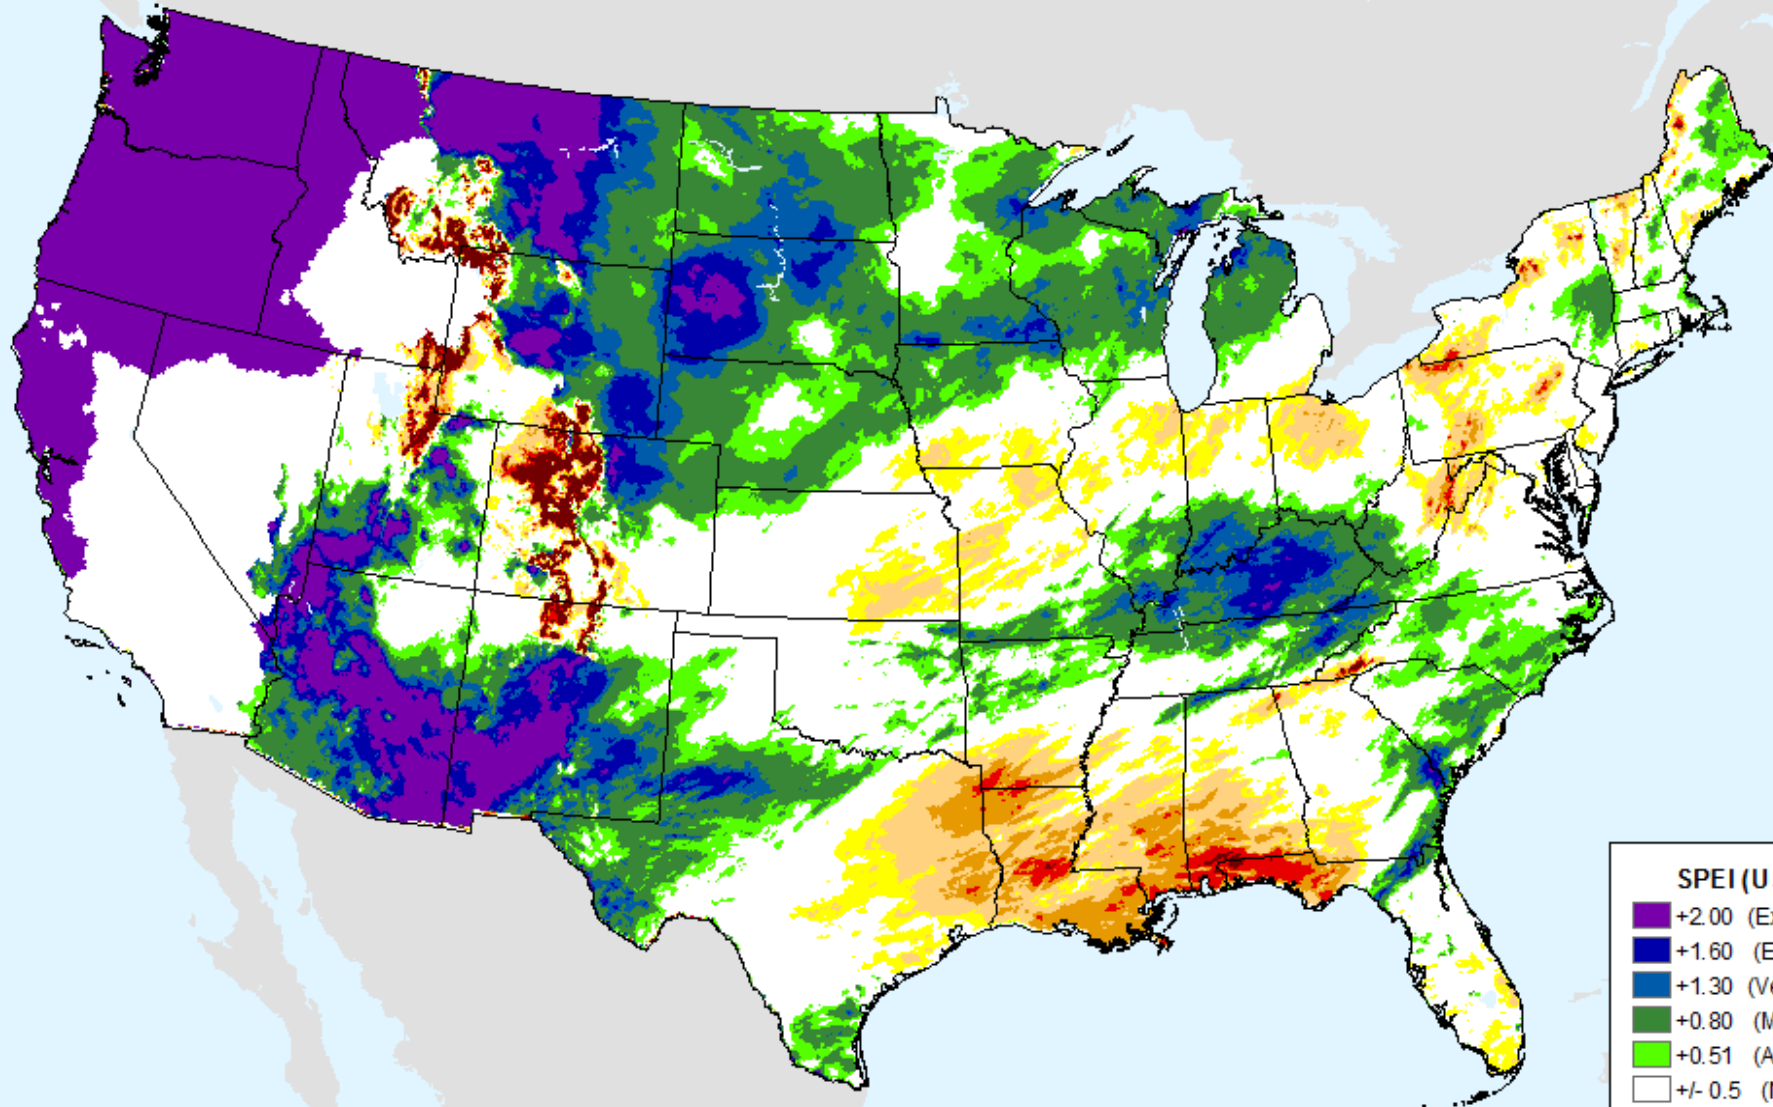 SPEI (U
+2.00 (Ex
+1.60 (E
+1.30 (Ve
+0.80 (M
+0.51 (A
+/- 0.5 (N